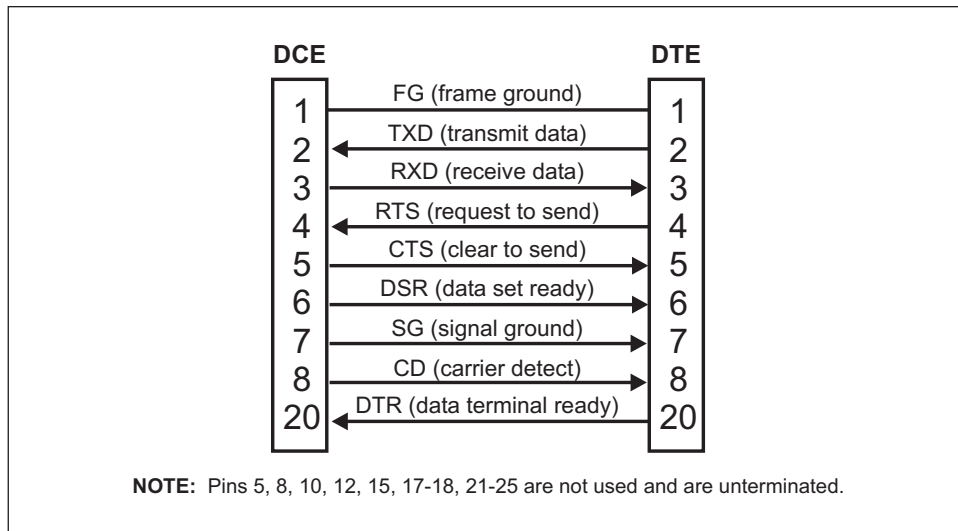 DCE DTE
1 FG (frame ground) 1
2 TXD (transmit data) 2
3 RXD (receive data) 3
4 RTS (request to send) 4
5 CTS (clear to send) 5
6 DSR (data set ready) 6
7 SG (signal ground) 7
8 CD (carrier detect) 8
20 DTR (data terminal ready) 20
NOTE: Pins 5, 8, 10, 12, 15, 17-18, 21-25 are not used and are unterminated.